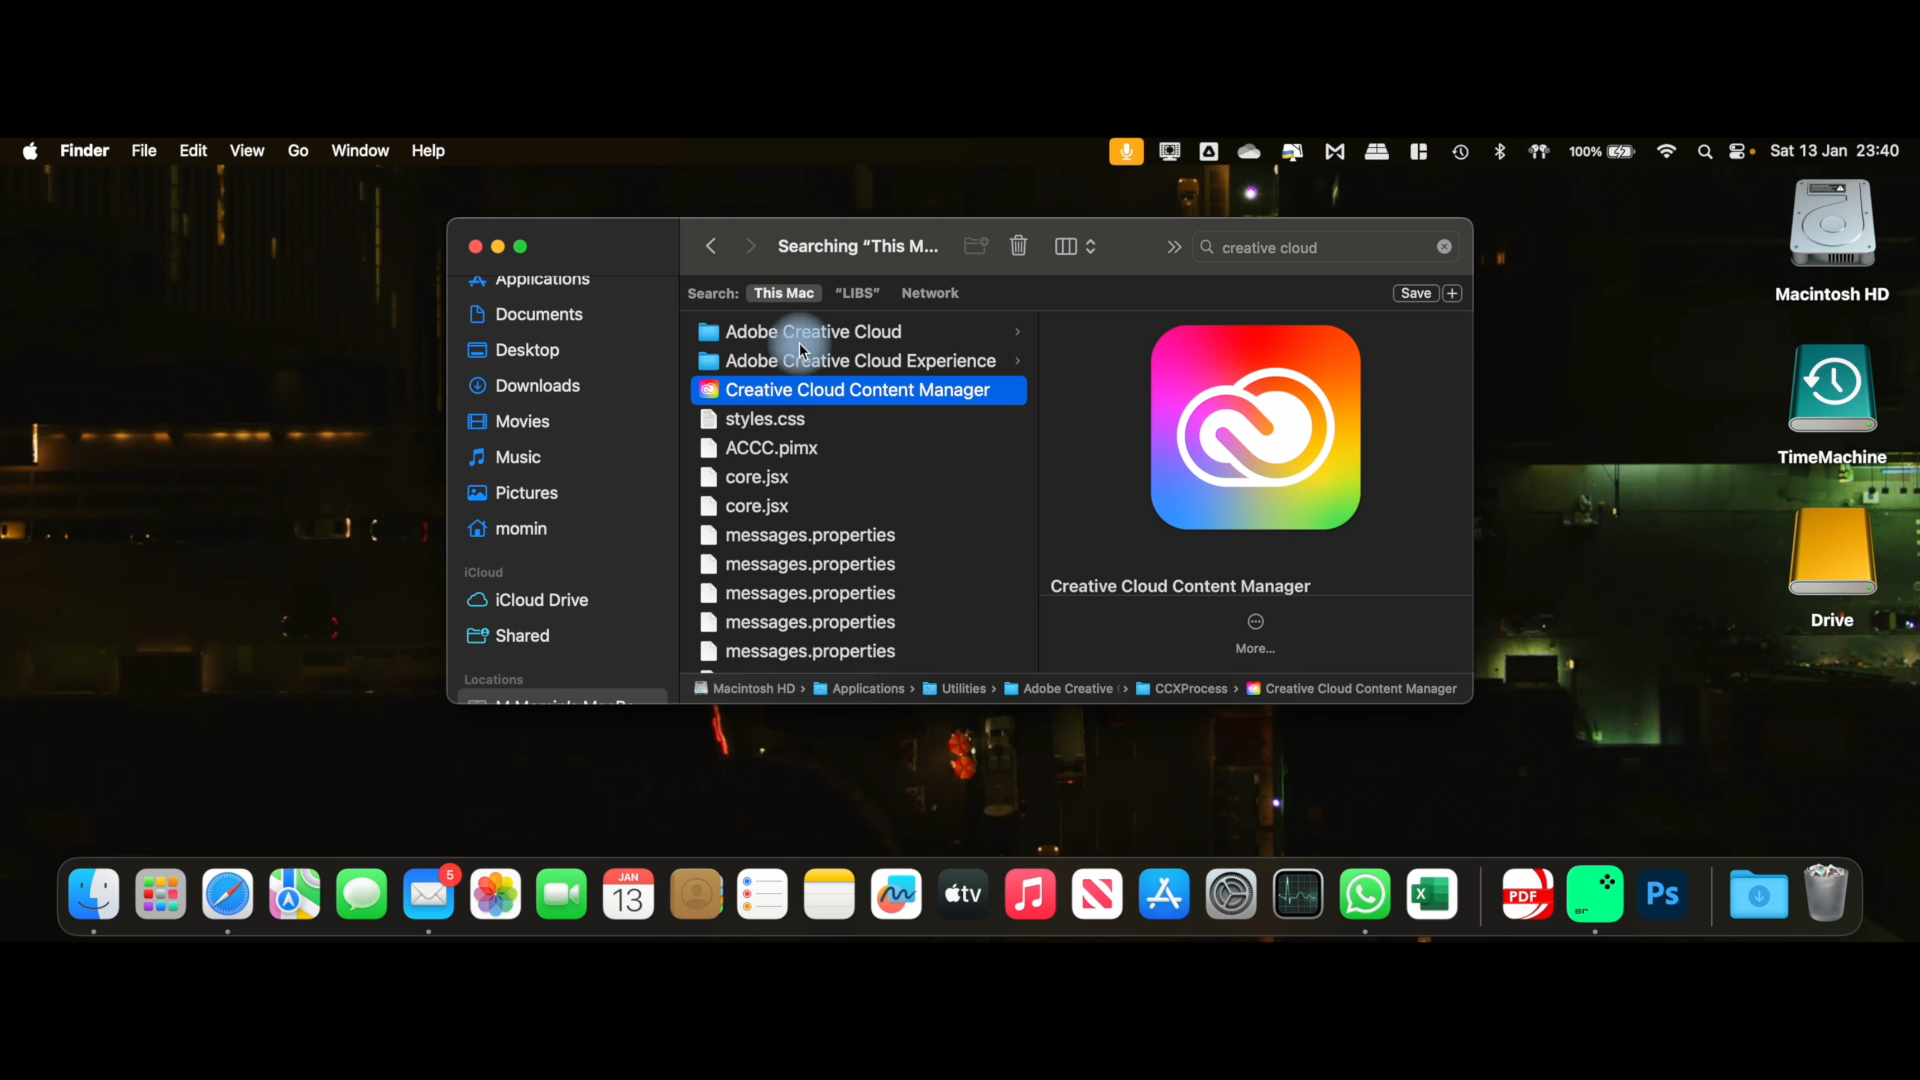 Finder File Edit View Go Window Help
100% Sat 13 Jan 23:40
Searching “This M... creative cloud
Search: This Mac “LIBS” Network Save
Applications
Documents
Desktop
Downloads
Movies
Music
Pictures
momin
iCloud
iCloud Drive
Shared
Locations
Adobe Creative Cloud
Adobe Creative Cloud Experience
Creative Cloud Content Manager
styles.css
ACCC.pimx
core.jsx
core.jsx
messages.properties
messages.properties
messages.properties
messages.properties
messages.properties
Creative Cloud Content Manager
More...
Macintosh HD › Applications › Utilities › Adobe Creative › CCXProcess › Creative Cloud Content Manager
Macintosh HD
TimeMachine
Drive
5
JAN
13
tv
X
PDF
sr
Ps